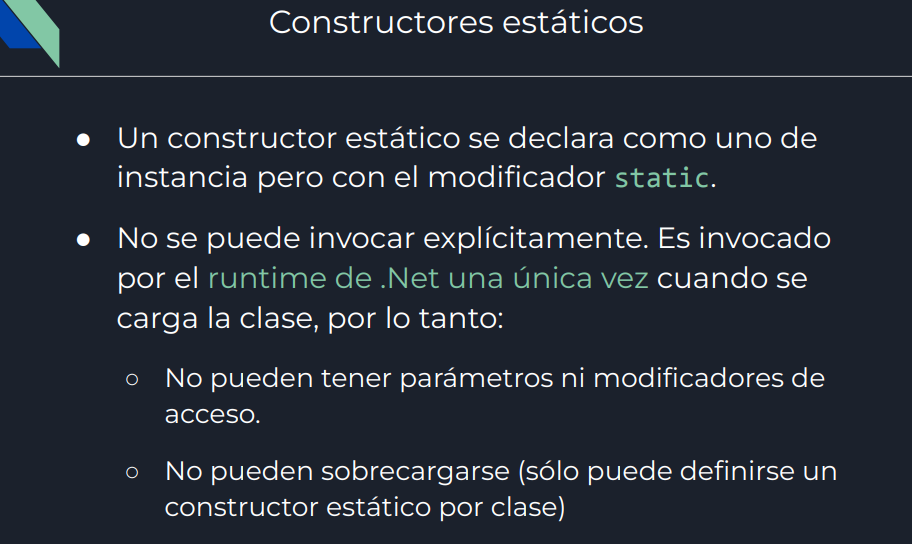 Constructores estáticos
● Un constructor estático se declara como uno de
instancia pero con el modificador static.
● No se puede invocar explícitamente. Es invocado
por el runtime de .Net una única vez cuando se
carga la clase, por lo tanto:
○ No pueden tener parámetros ni modificadores de
acceso.
○ No pueden sobrecargarse (sólo puede definirse un
constructor estático por clase)